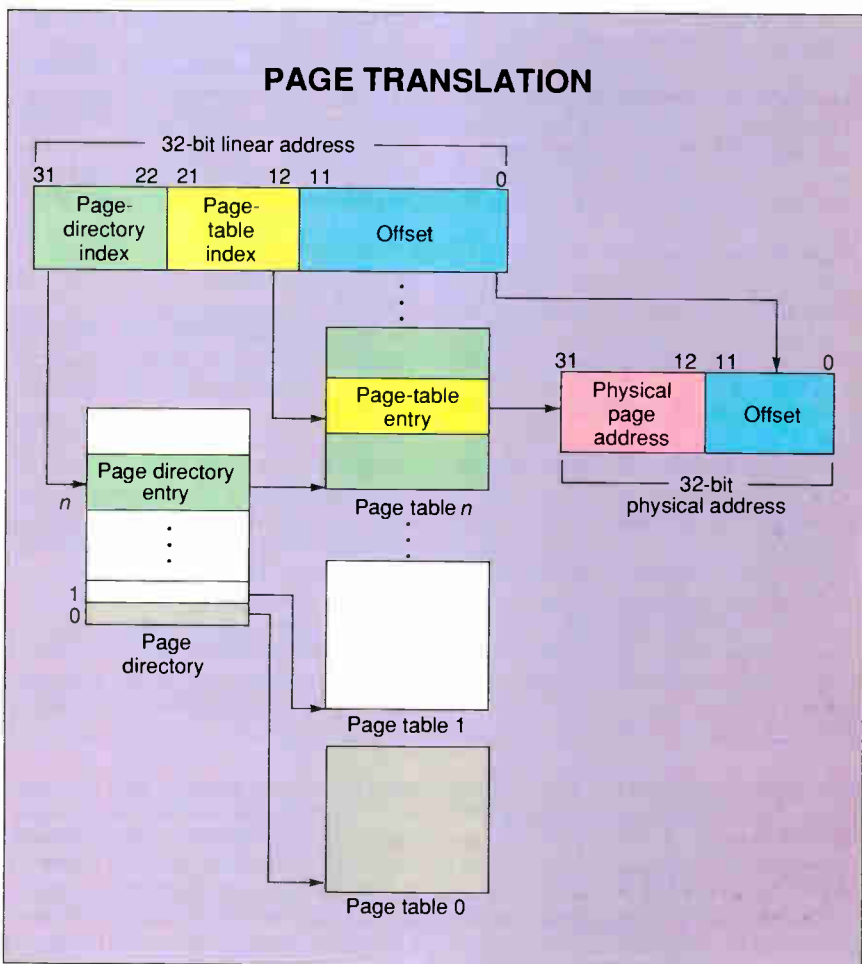 PAGE TRANSLATION
32-bit linear address
31 22 21 12 11 0
Page-
directory
index
Page-
table
index
Offset
31 12 11 0
Physical
page
address
Offset
32-bit
physical address
Page-table
entry
Page table n
Page directory
entry
n
1
0
Page
directory
Page table 1
Page table 0